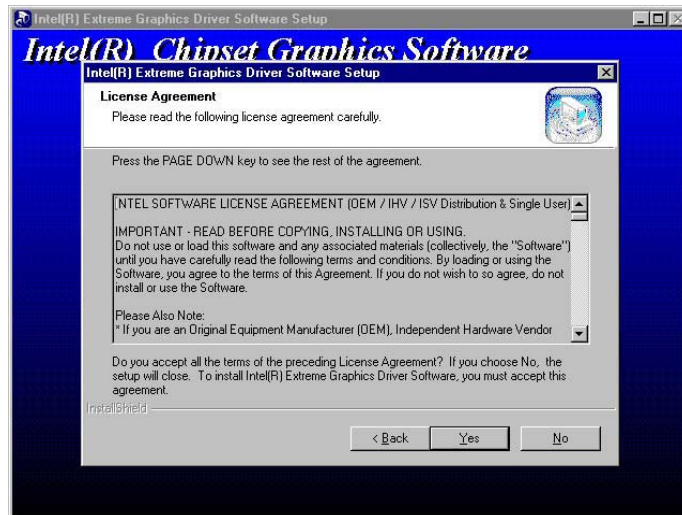 Intel(R) Extreme Graphics Driver Software Setup
Intel(R) Chipset Graphics Software
Intel(R) Extreme Graphics Driver Software Setup
License Agreement
Please read the following license agreement carefully.
Press the PAGE DOWN key to see the rest of the agreement.
INTEL SOFTWARE LICENSE AGREEMENT (OEM / IHV / ISV Distribution & Single User)
IMPORTANT - READ BEFORE COPYING, INSTALLING OR USING.
Do not use or load this software and any associated materials (collectively, the "Software")
until you have carefully read the following terms and conditions. By loading or using the
Software, you agree to the terms of this Agreement. If you do not wish to so agree, do not
install or use the Software.
Please Also Note:
* If you are an Original Equipment Manufacturer (OEM), Independent Hardware Vendor
Do you accept all the terms of the preceding License Agreement? If you choose No, the
setup will close. To install Intel(R) Extreme Graphics Driver Software, you must accept this
agreement.
InstallShield
< Back
Yes
No